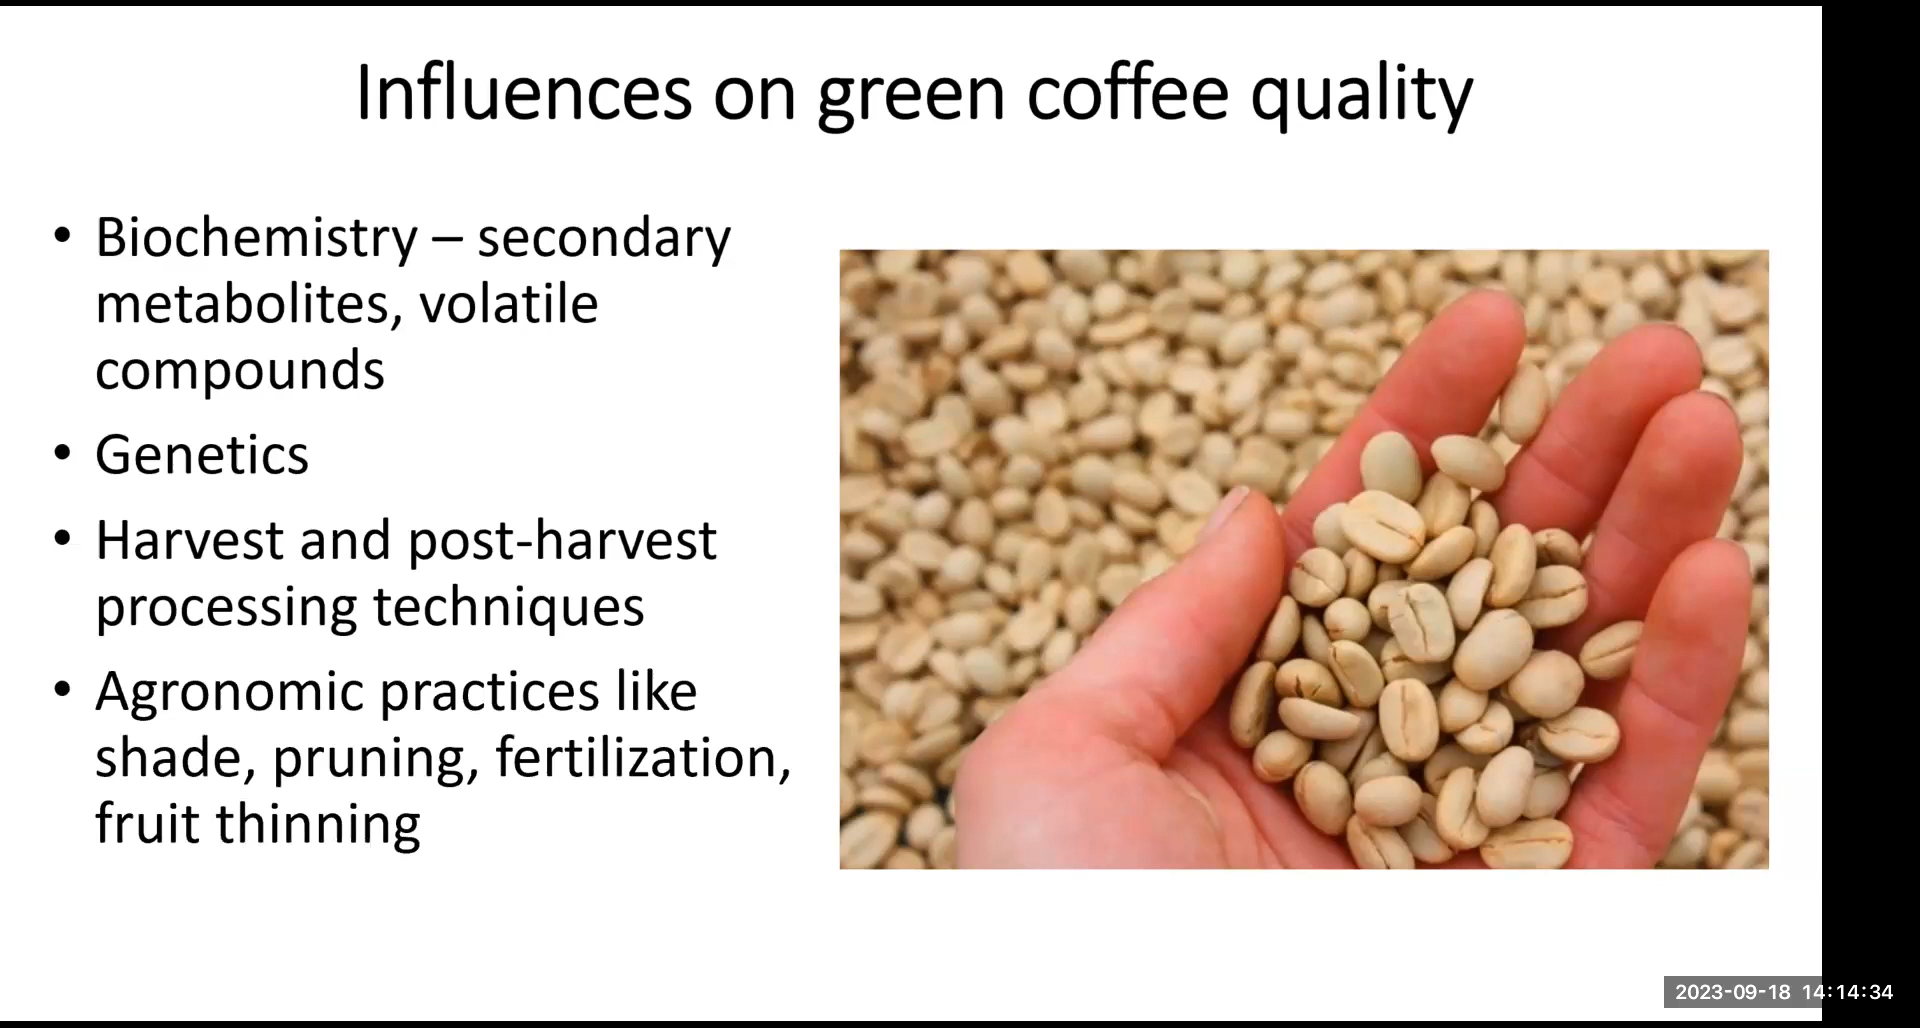 Influences on green coffee quality
• Biochemistry – secondary
metabolites, volatile
compounds
• Genetics
• Harvest and post-harvest
processing techniques
• Agronomic practices like
shade, pruning, fertilization,
fruit thinning
2023-09-18 14:14:34